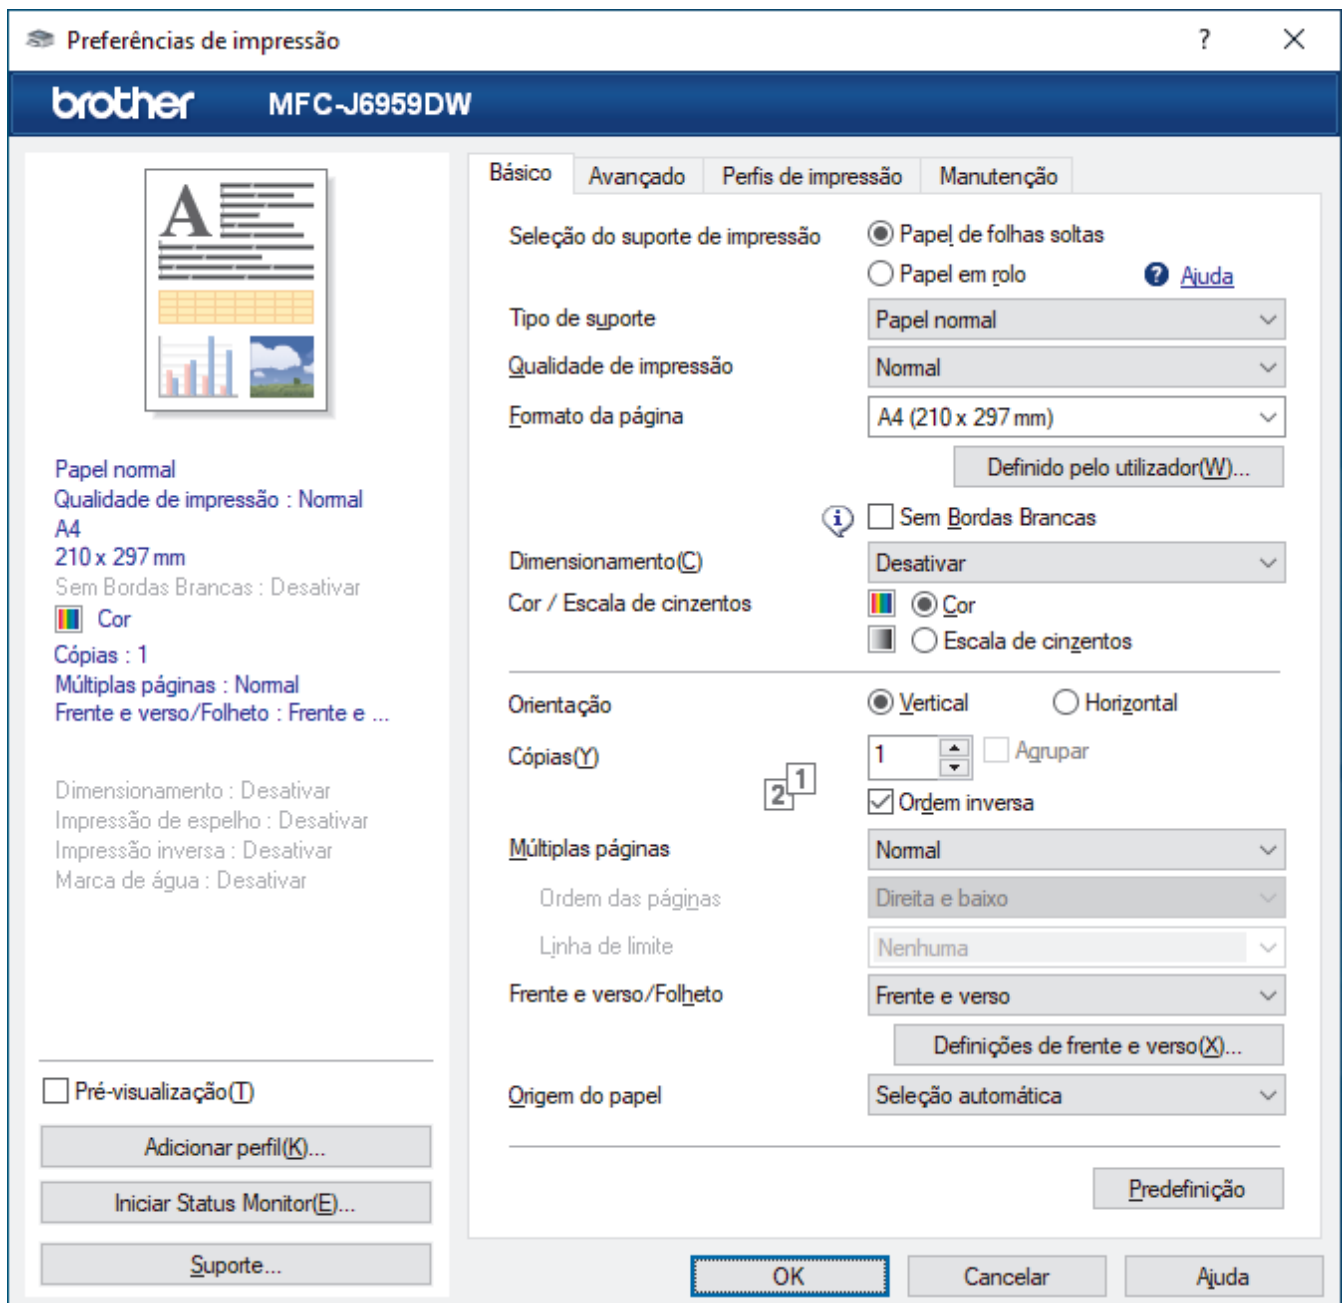 Preferências de impressão ?
brother MFC-J6959DW
A
Papel normal
Qualidade de impressão : Normal
A4
210 x 297 mm
Sem Bordas Brancas : Desativar
Cor
Cópias : 1
Múltiplas páginas : Normal
Frente e verso/Folheto : Frente e ...
Dimensionamento : Desativar
Impressão de espelho : Desativar
Impressão inversa : Desativar
Marca de água : Desativar
Pré-visualização(T)
Adicionar perfil(K)...
Iniciar Status Monitor(E)...
Suporte...
Básico Avançado Perfis de impressão Manutenção
Seleção do suporte de impressão Papel de folhas soltas
Papel em rolo ? Ajuda
Tipo de suporte Papel normal
Qualidade de impressão Normal
Formato da página A4 (210 x 297 mm)
Definido pelo utilizador(W)...
i Sem Bordas Brancas
Dimensionamento(C) Desativar
Cor / Escala de cinzentos Cor
Escala de cinzentos
Orientação Vertical Horizontal
Cópias(Y) 1 Agrupar
2 1 Ordem inversa
Múltiplas páginas Normal
Ordem das páginas Direita e baixo
Linha de limite Nenhuma
Frente e verso/Folheto Frente e verso
Definições de frente e verso(X)...
Origem do papel Seleção automática
Predefinição
OK Cancelar Ajuda